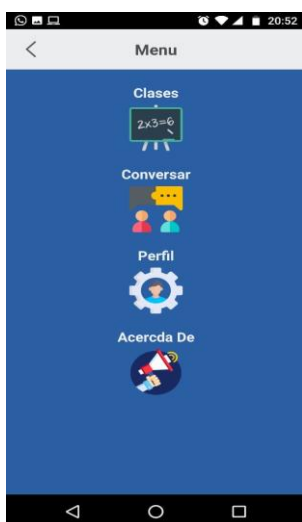 20:52
Menu
Clases
2x3=6
Conversar
Perfil
Acercda De